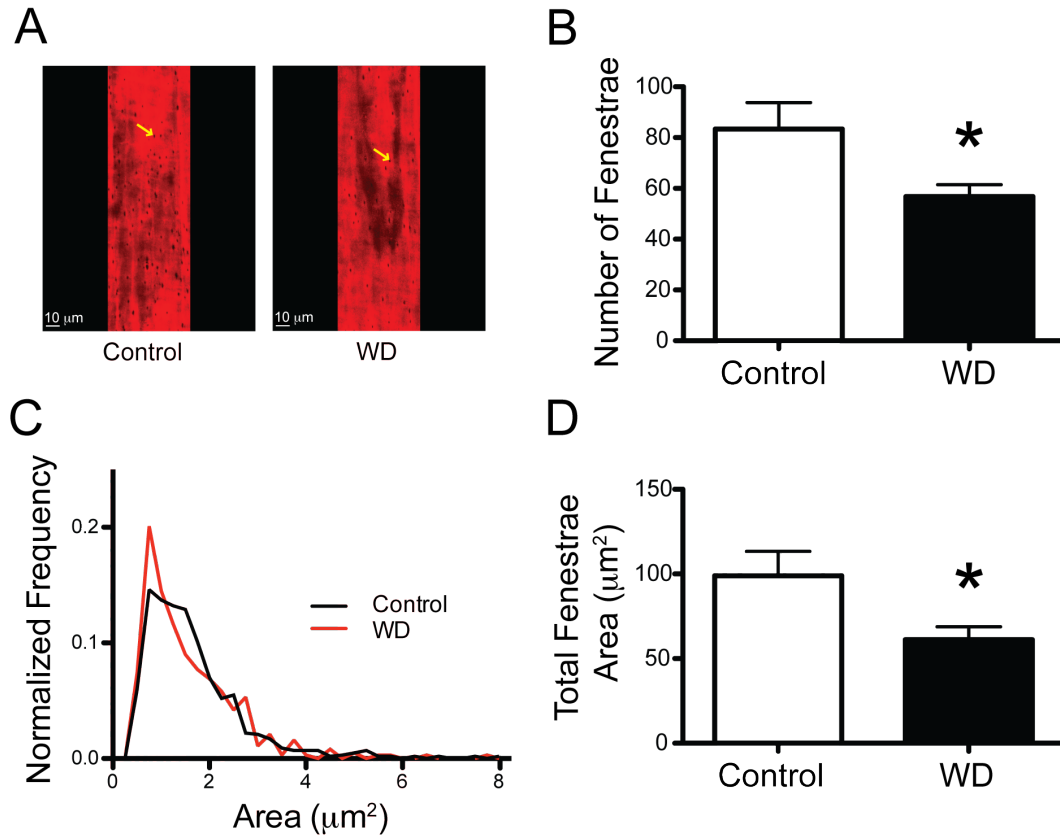 A
10 μm
Control
10 μm
WD
B
Number of Fenestrae
100
80
60
40
20
0
*
Control
WD
C
Normalized Frequency
0.2
0.1
0.0
0
2
4
6
8
Area (μm²)
Control
WD
D
Total Fenestrae
Area (μm²)
150
100
50
0
*
Control
WD